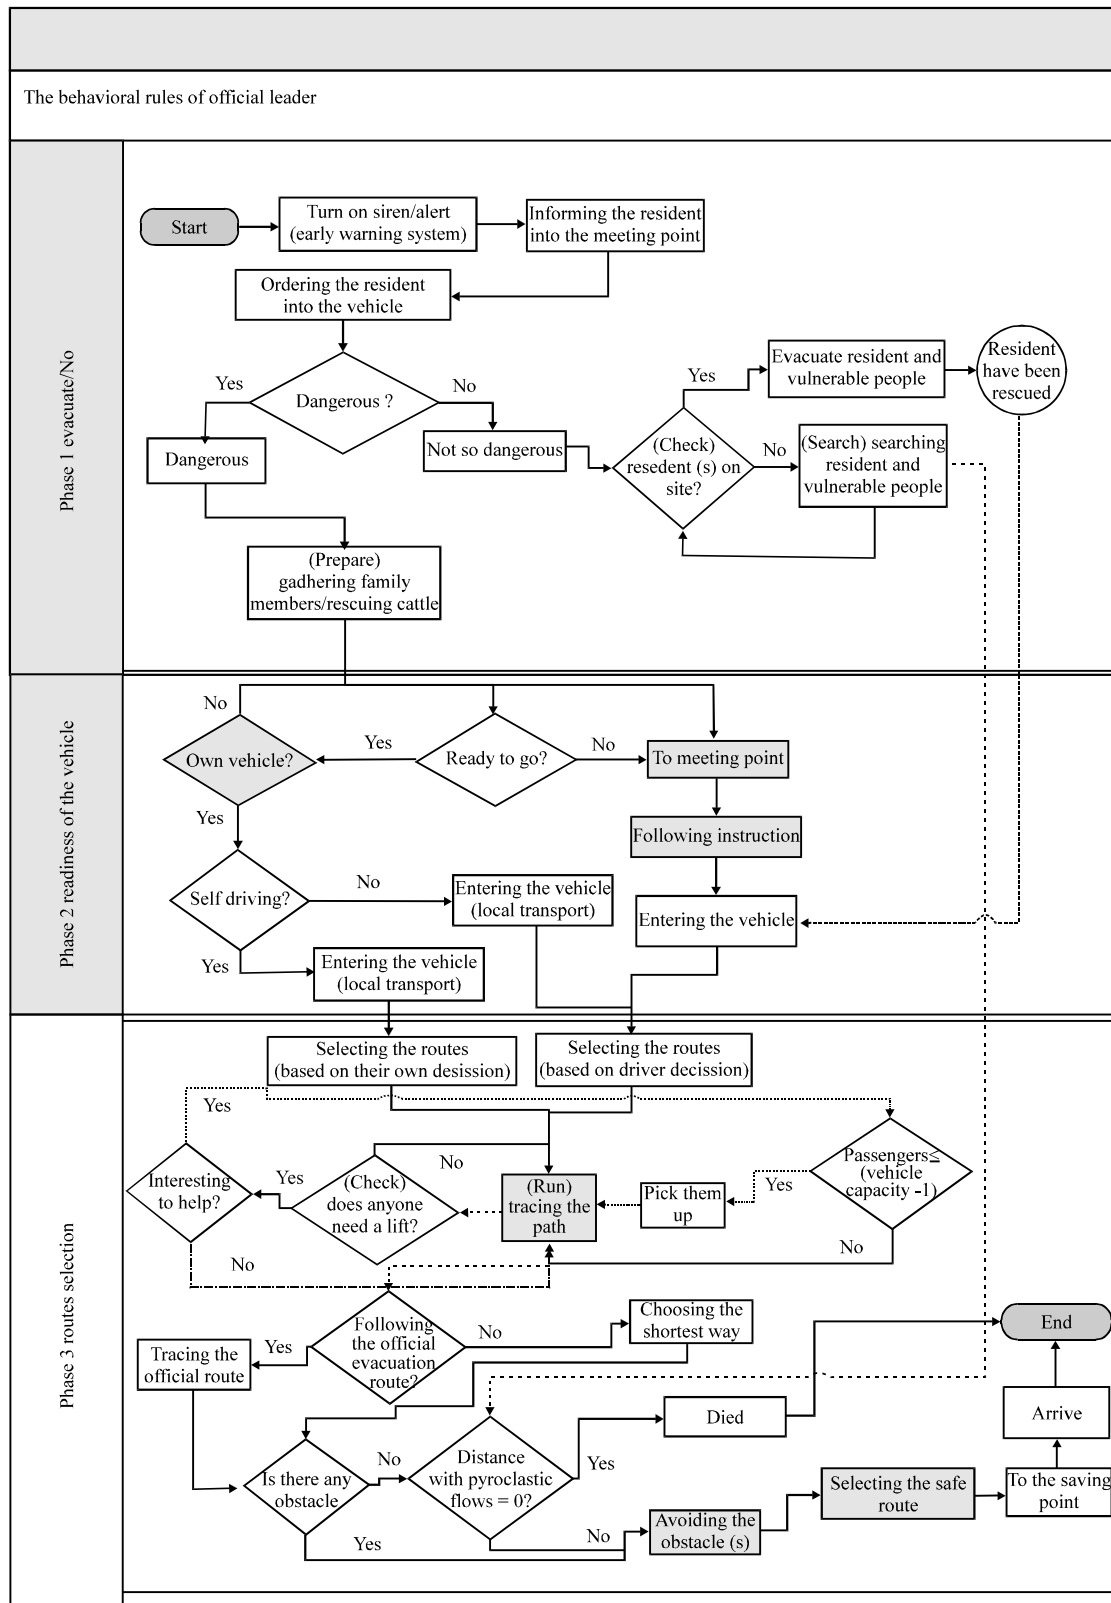 The behavioral rules of official leader
Phase 1 evacuate/No
Start
Turn on siren/alert
(early warning system)
Informing the resident
into the meeting point
Ordering the resident
into the vehicle
Dangerous ?
Yes
No
Dangerous
Not so dangerous
(Check)
resedent (s) on
site?
Yes
No
Evacuate resident and
vulnerable people
Resident
have been
rescued
(Search) searching
resident and
vulnerable people
(Prepare)
gadhering family
members/rescuing cattle
Phase 2 readiness of the vehicle
No
Own vehicle?
Yes
Ready to go?
No
To meeting point
Following instruction
Yes
Self driving?
No
Entering the vehicle
(local transport)
Entering the vehicle
Yes
Entering the vehicle
(local transport)
Phase 3 routes selection
Selecting the routes
(based on their own desission)
Selecting the routes
(based on driver decission)
Yes
Interesting
to help?
Yes
(Check)
does anyone
need a lift?
No
(Run)
tracing the
path
Pick them
up
Yes
Passengers≤
(vehicle
capacity -1)
No
No
Following
the official
evacuation
route?
Yes
No
Tracing the
official route
Choosing the
shortest way
End
Died
Arrive
Is there any
obstacle
No
Distance
with pyroclastic
flows = 0?
Yes
Selecting the safe
route
To the saving
point
Yes
No
Avoiding the
obstacle (s)